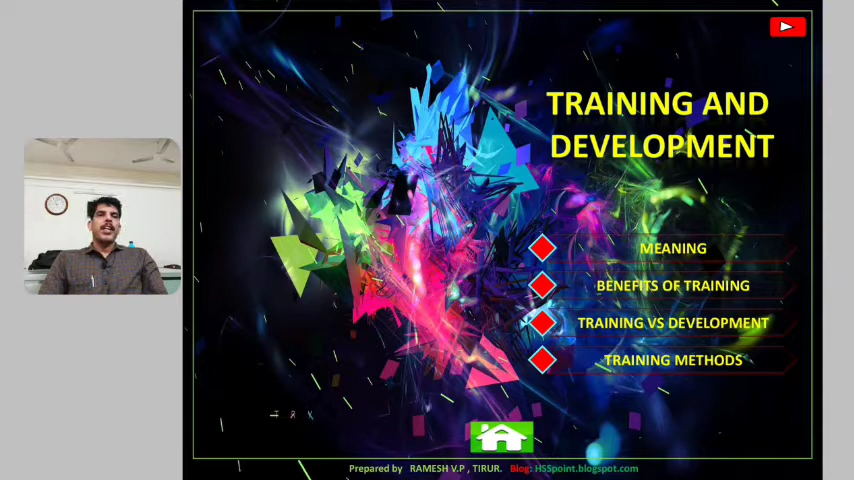 TRAINING AND
DEVELOPMENT
MEANING
BENEFITS OF TRAINING
TRAINING VS DEVELOPMENT
TRAINING METHODS
Prepared by RAMESH V.P , TIRUR. Blog: HSSpoint.blogspot.com